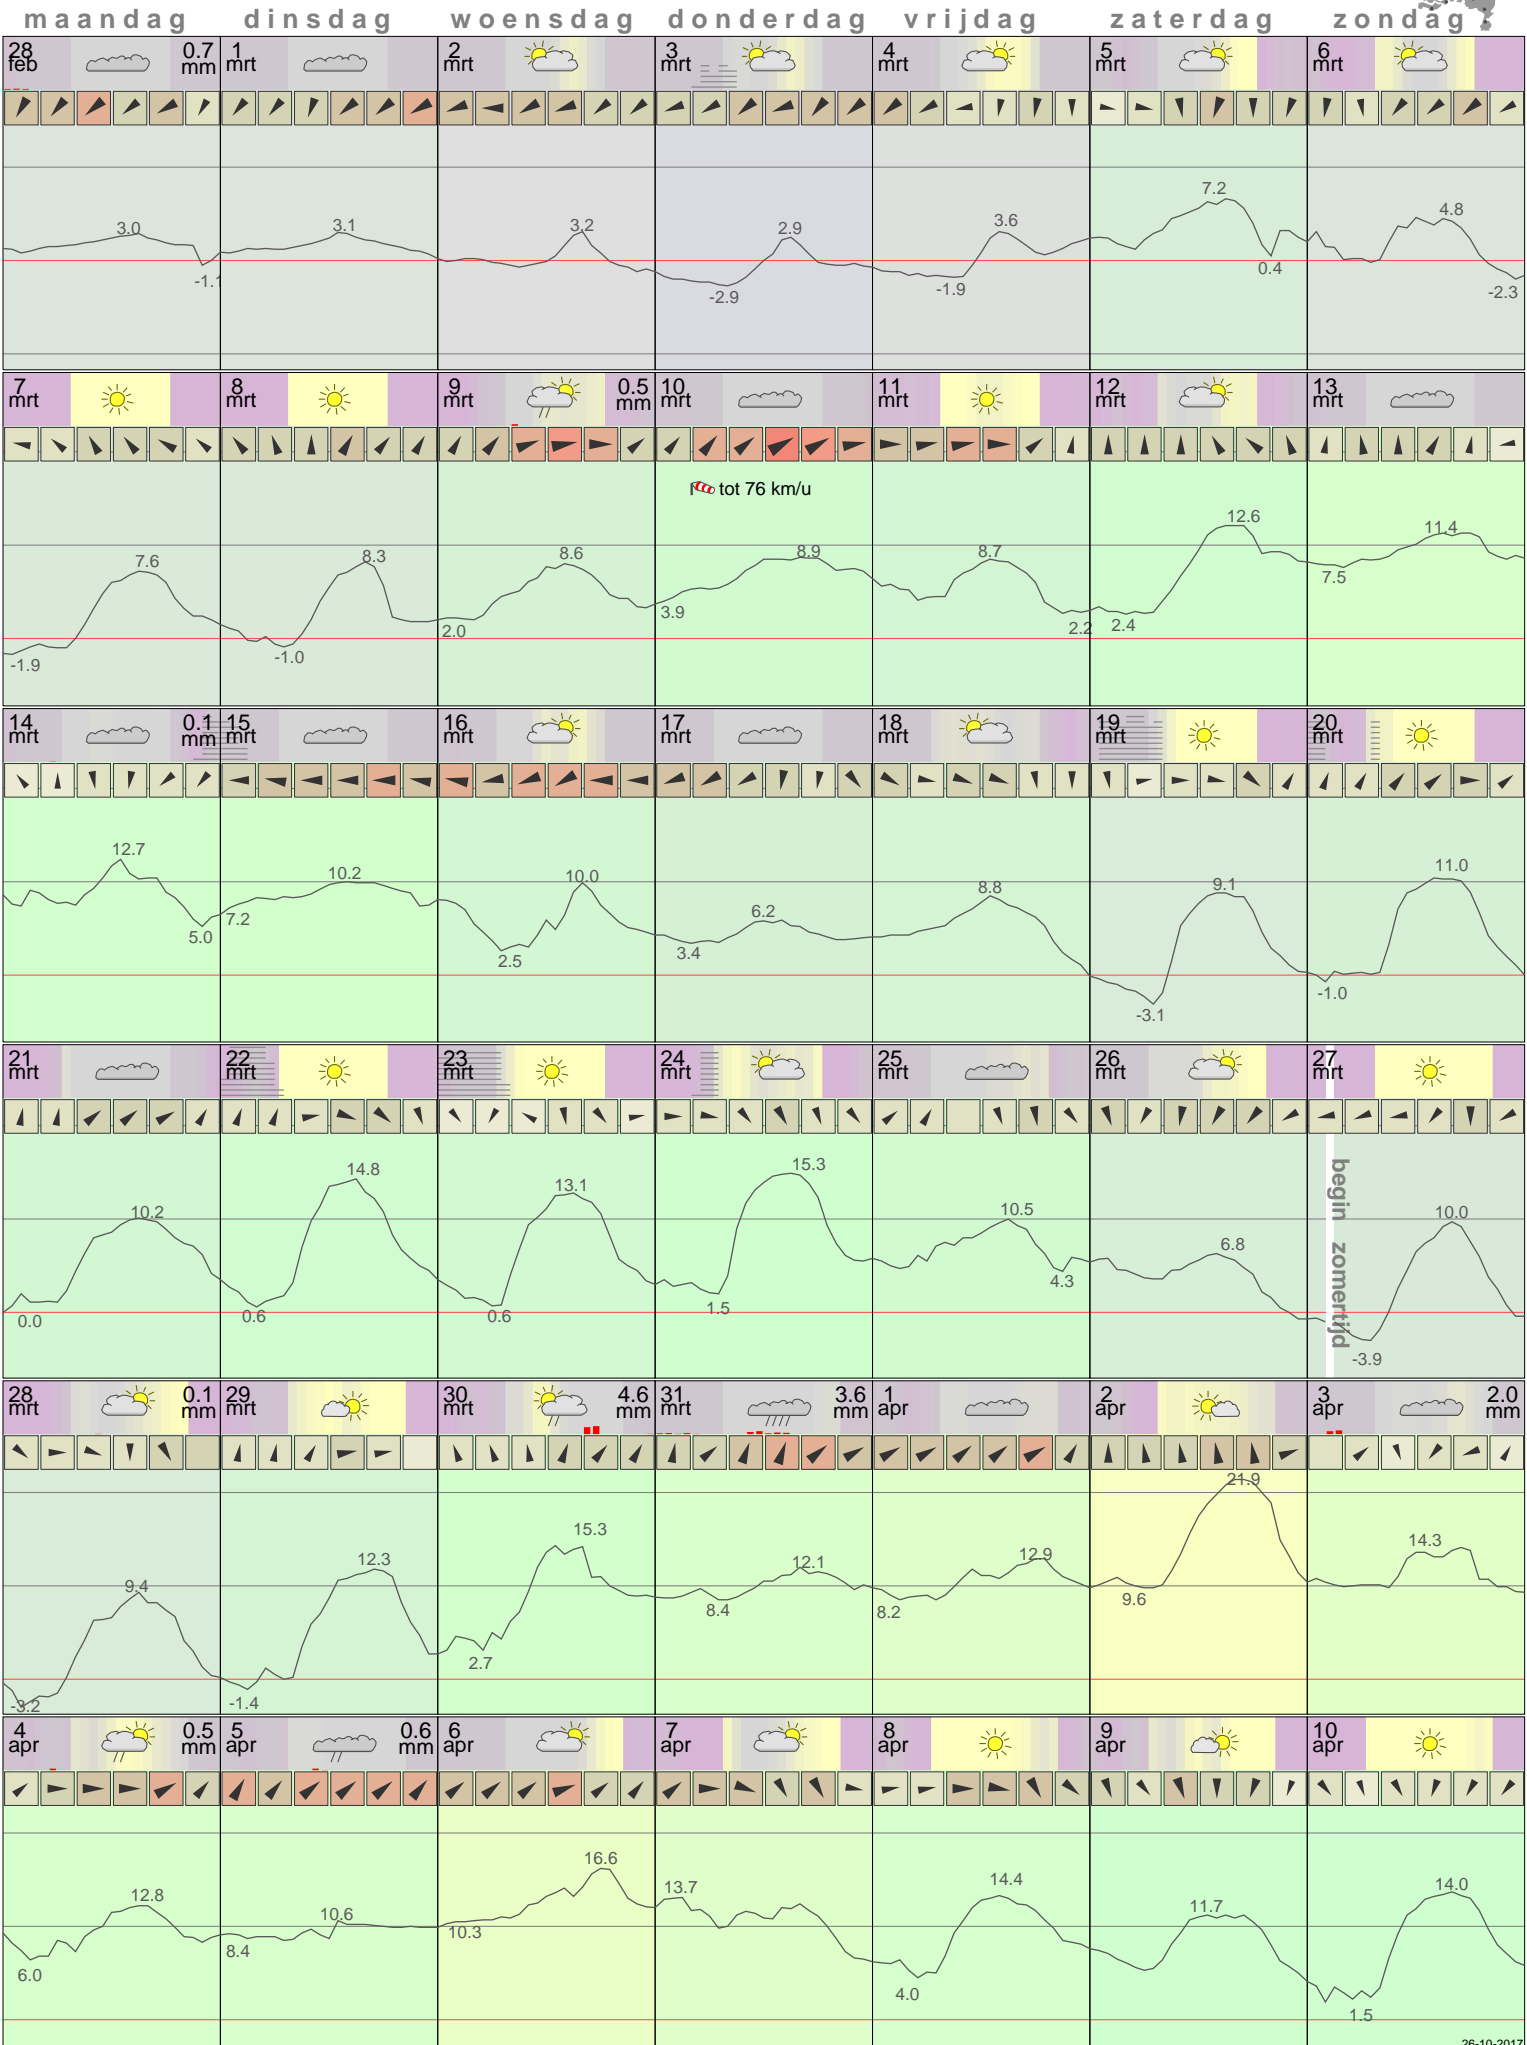 maandag dinsdag woensdag donderdag vrijdag zaterdag zondag
28 feb 0.7 mm 1 mrt 2 mrt 3 mrt 4 mrt 5 mrt 6 mrt
3.0 -1.1 3.1 3.2 -2.9 2.9 -1.9 3.6 7.2 0.4 4.8 -2.3
7 mrt 8 mrt 9 mrt 0.5 mm 10 mrt 11 mrt 12 mrt 13 mrt
tot 76 km/u
-1.9 7.6 -1.0 8.3 2.0 8.6 3.9 8.9 8.7 2.2 2.4 12.6 7.5 11.4
14 mrt 0.1 mm 15 mrt 16 mrt 17 mrt 18 mrt 19 mrt 20 mrt
12.7 5.0 7.2 10.2 2.5 10.0 3.4 6.2 8.8 -3.1 9.1 -1.0 11.0
21 mrt 22 mrt 23 mrt 24 mrt 25 mrt 26 mrt 27 mrt
begin zomertijd
0.0 10.2 0.6 14.8 0.6 13.1 1.5 15.3 10.5 4.3 6.8 -3.9 10.0
28 mrt 0.1 mm 29 mrt 30 mrt 4.6 mm 31 mrt 3.6 mm 1 apr 2 apr 3 apr 2.0 mm
-3.2 9.4 -1.4 12.3 2.7 15.3 8.4 12.1 8.2 12.9 9.6 21.9 14.3
4 apr 0.5 mm 5 apr 0.6 mm 6 apr 7 apr 8 apr 9 apr 10 apr
6.0 12.8 8.4 10.6 10.3 16.6 13.7 4.0 14.4 11.7 1.5 14.0
26-10-2017